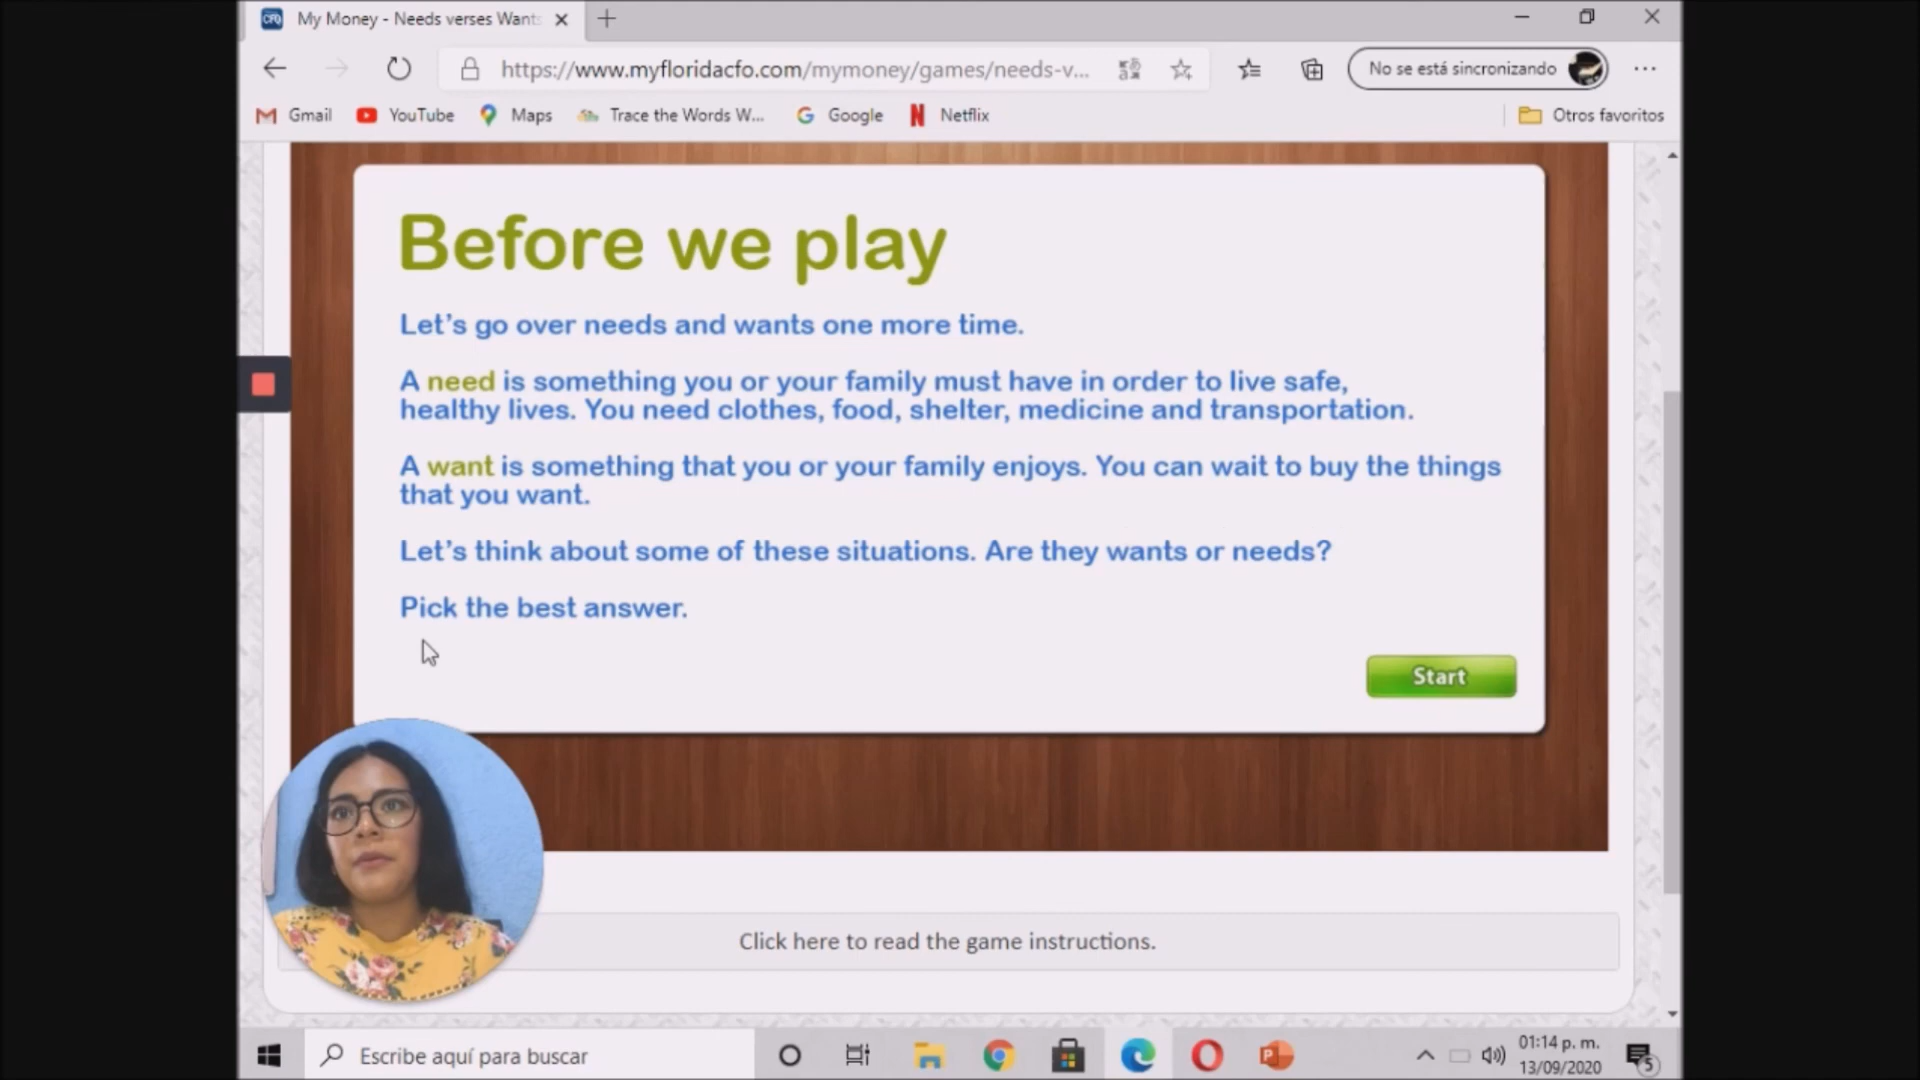 My Money - Needs verses Want
https://www.myfloridacfo.com/mymoney/games/needs-v...
No se está sincronizando
Gmail YouTube Maps Trace the Words W... Google Netflix Otros favoritos
Before we play
Let's go over needs and wants one more time.
A need is something you or your family must have in order to live safe,
healthy lives. You need clothes, food, shelter, medicine and transportation.
A want is something that you or your family enjoys. You can wait to buy the things
that you want.
Let's think about some of these situations. Are they wants or needs?
Pick the best answer.
Start
Click here to read the game instructions.
Escribe aquí para buscar
01:14 p. m.
13/09/2020
5